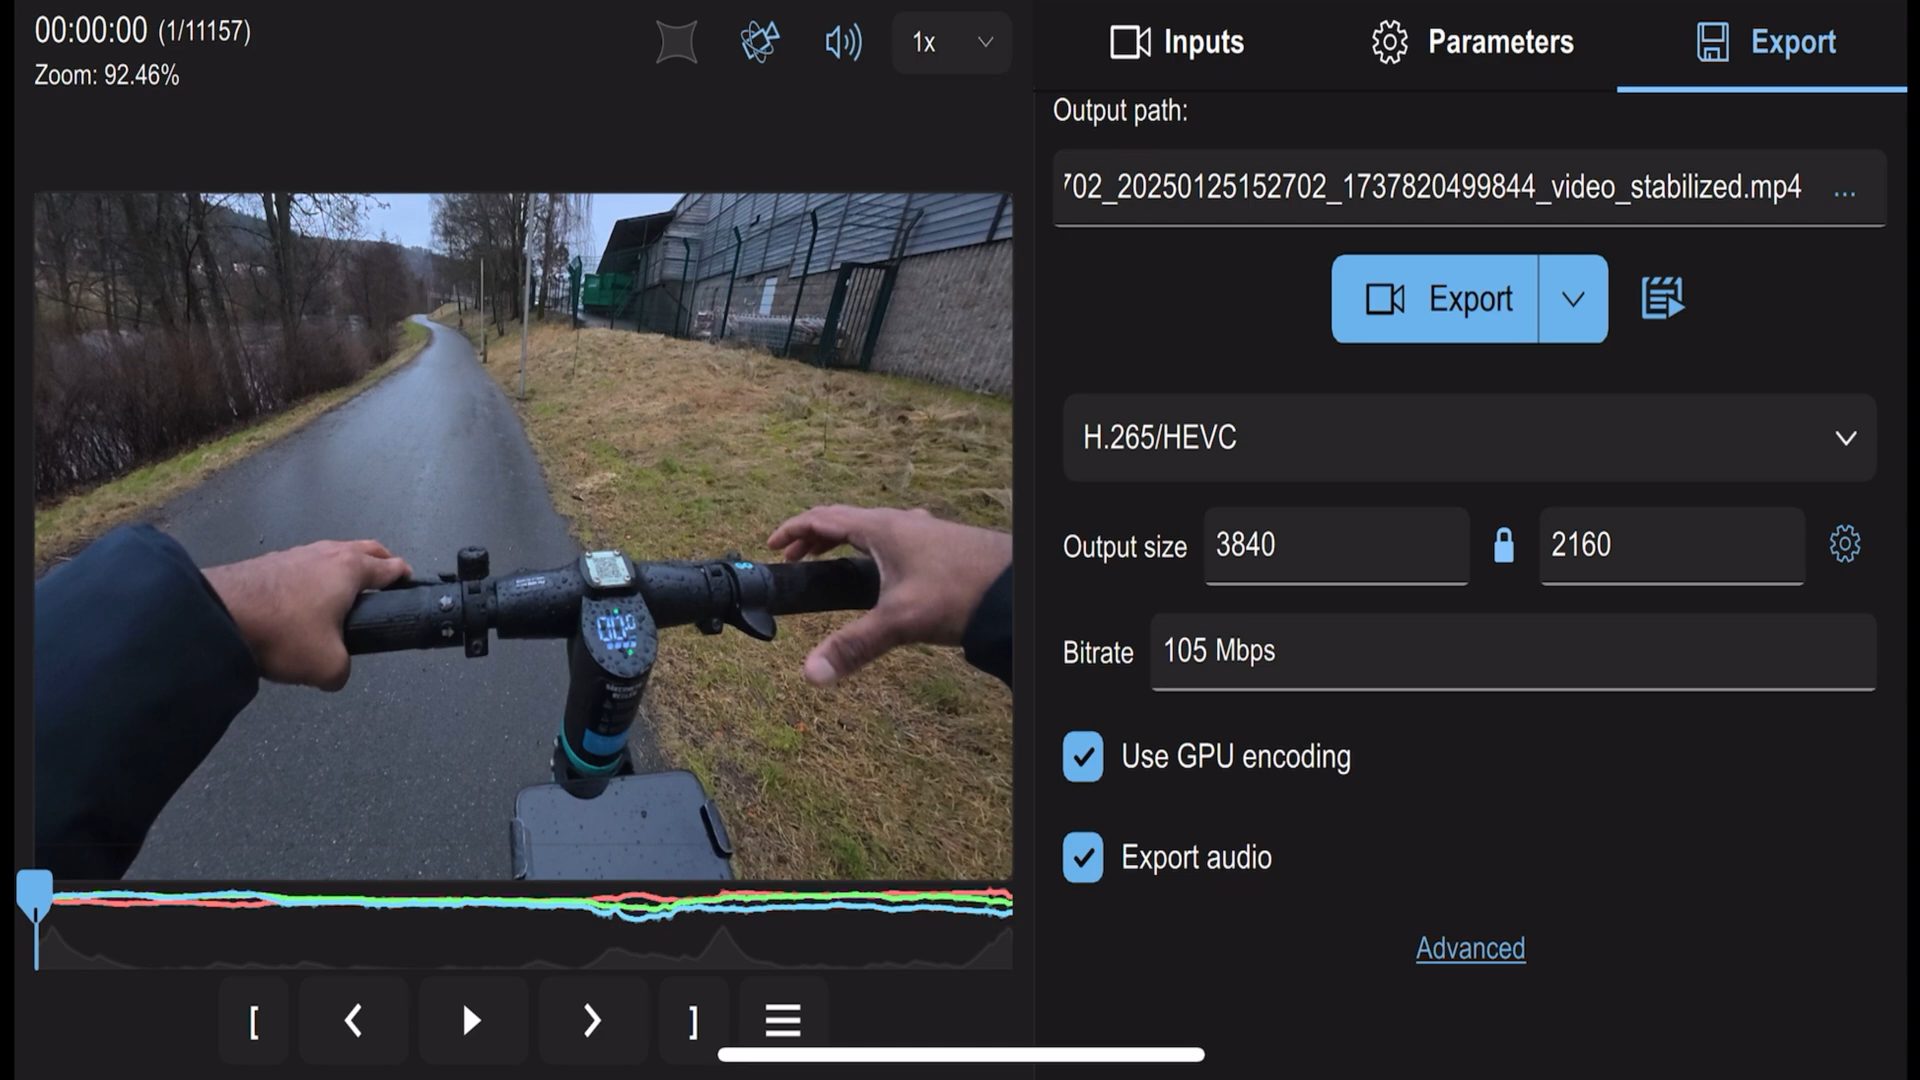 00:00:00 (1/11157)
Zoom: 92.46%
1x
Inputs
Parameters
Export
Output path:
702_20250125152702_1737820499844_video_stabilized.mp4
...
Export
H.265/HEVC
Output size
3840
2160
Bitrate
105 Mbps
Use GPU encoding
Export audio
Advanced
[
]